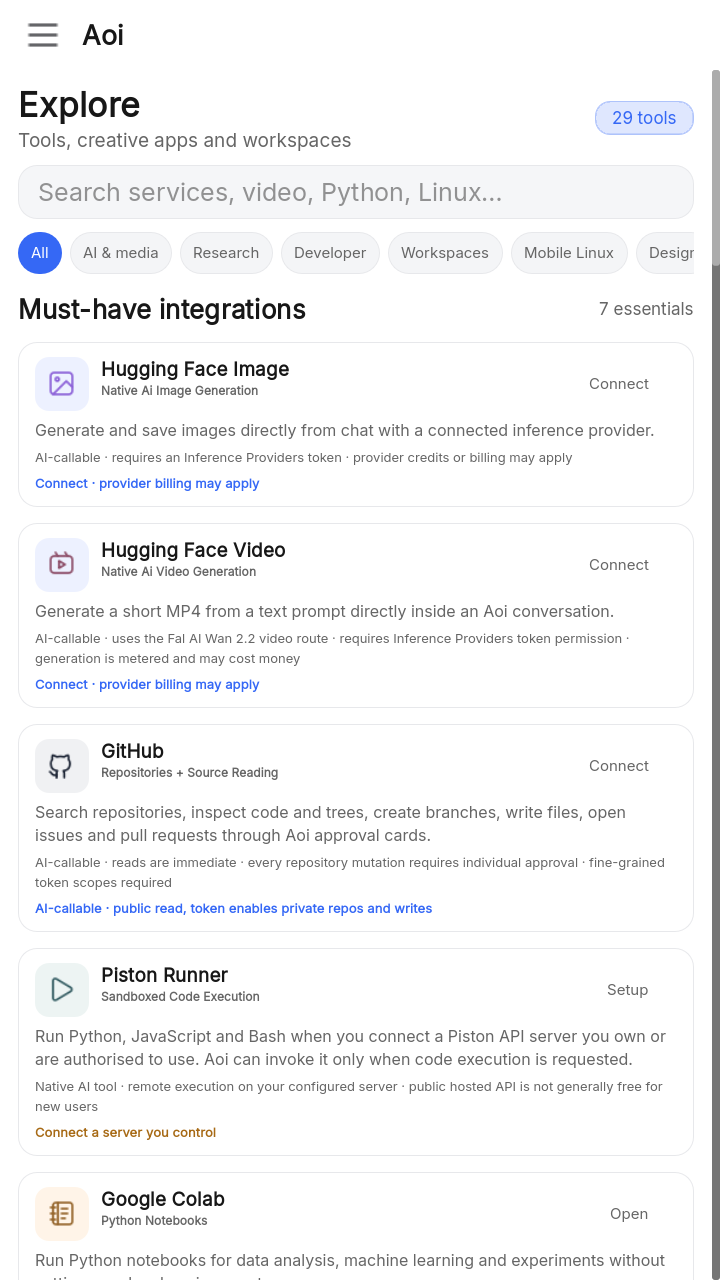 Aoi
Explore
Tools, creative apps and workspaces
29 tools
Search services, video, Python, Linux...
All
AI & media
Research
Developer
Workspaces
Mobile Linux
Design
Must-have integrations
7 essentials
Hugging Face Image
Native Ai Image Generation
Connect
Generate and save images directly from chat with a connected inference provider.
AI-callable · requires an Inference Providers token · provider credits or billing may apply
Connect · provider billing may apply
Hugging Face Video
Native Ai Video Generation
Connect
Generate a short MP4 from a text prompt directly inside an Aoi conversation.
AI-callable · uses the Fal AI Wan 2.2 video route · requires Inference Providers token permission ·
generation is metered and may cost money
Connect · provider billing may apply
GitHub
Repositories + Source Reading
Connect
Search repositories, inspect code and trees, create branches, write files, open
issues and pull requests through Aoi approval cards.
AI-callable · reads are immediate · every repository mutation requires individual approval · fine-grained
token scopes required
AI-callable · public read, token enables private repos and writes
Piston Runner
Sandboxed Code Execution
Setup
Run Python, JavaScript and Bash when you connect a Piston API server you own or
are authorised to use. Aoi can invoke it only when code execution is requested.
Native AI tool · remote execution on your configured server · public hosted API is not generally free for
new users
Connect a server you control
Google Colab
Python Notebooks
Open
Run Python notebooks for data analysis, machine learning and experiments without